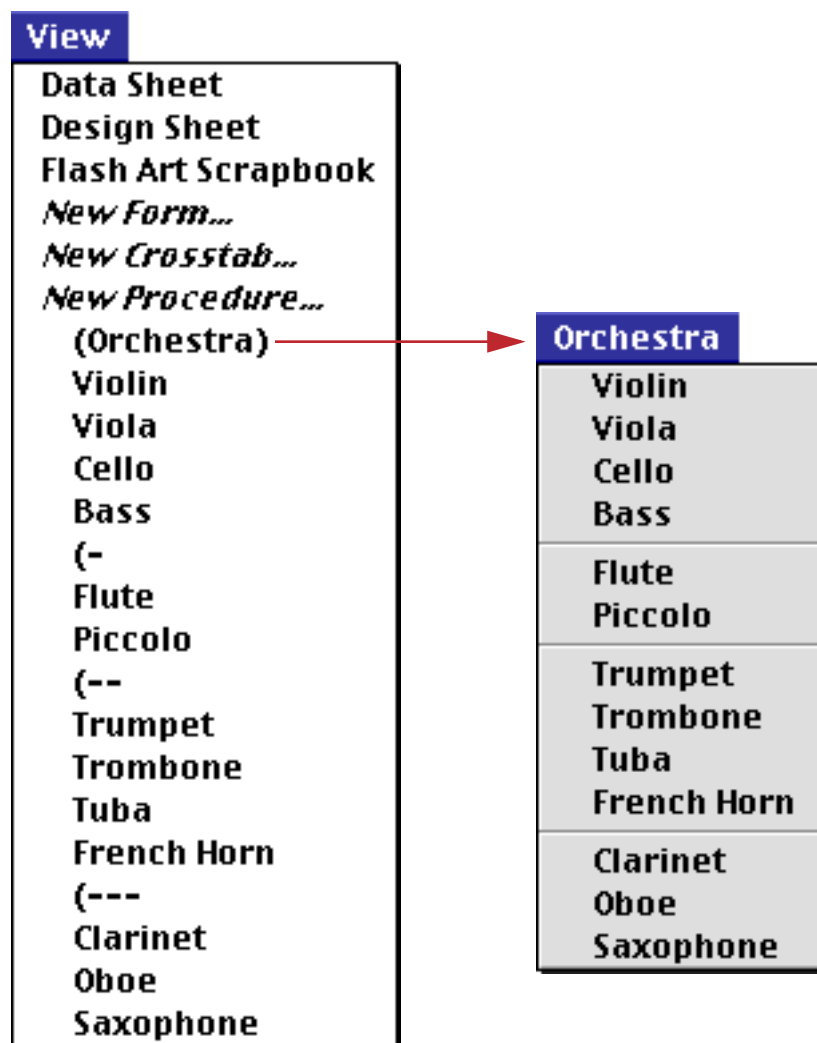 View
Data Sheet
Design Sheet
Flash Art Scrapbook
New Form...
New Crosstab...
New Procedure...
(Orchestra)
Violin
Viola
Cello
Bass
(-
Flute
Piccolo
(--
Trumpet
Trombone
Tuba
French Horn
(---
Clarinet
Oboe
Saxophone
Orchestra
Violin
Viola
Cello
Bass
Flute
Piccolo
Trumpet
Trombone
Tuba
French Horn
Clarinet
Oboe
Saxophone